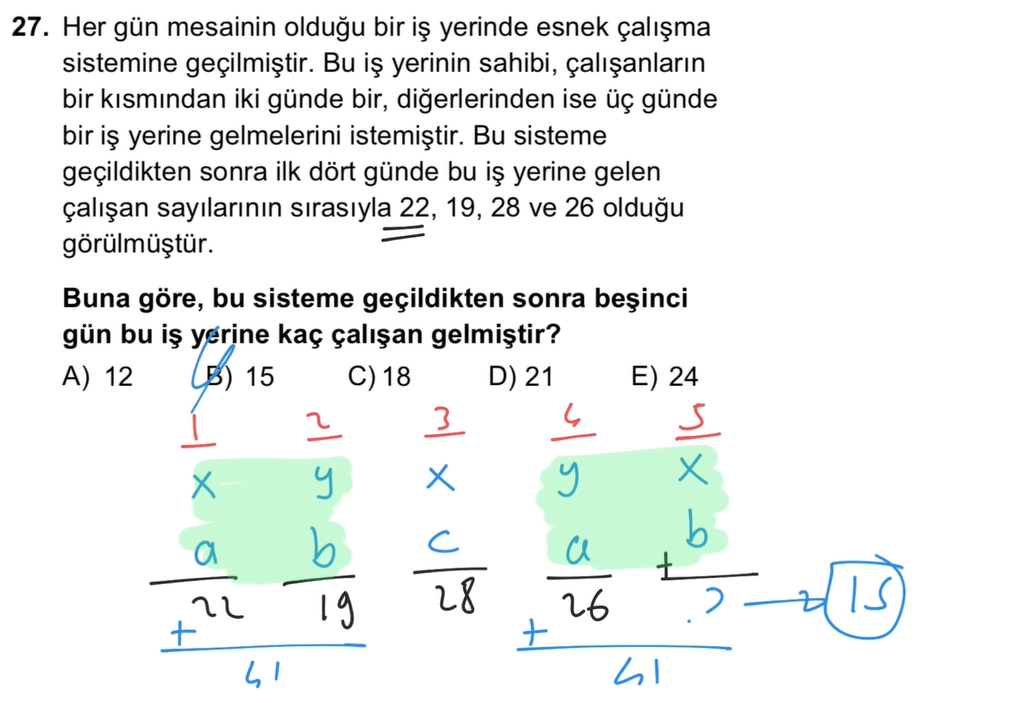 27. Her gün mesainin olduğu bir iş yerinde esnek çalışma
sistemine geçilmiştir. Bu iş yerinin sahibi, çalışanların
bir kısmından iki günde bir, diğerlerinden ise üç günde
bir iş yerine gelmelerini istemiştir. Bu sisteme
geçildikten sonra ilk dört günde bu iş yerine gelen
çalışan sayılarının sırasıyla 22, 19, 28 ve 26 olduğu
görülmüştür.
Buna göre, bu sisteme geçildikten sonra beşinci
gün bu iş yerine kaç çalışan gelmiştir?
A) 12 B) 15 C) 18 D) 21 E) 24
1 2 3 4 5
x y x y x
a b c a b
22 19 28 26 + ? 15
+ +
41 41